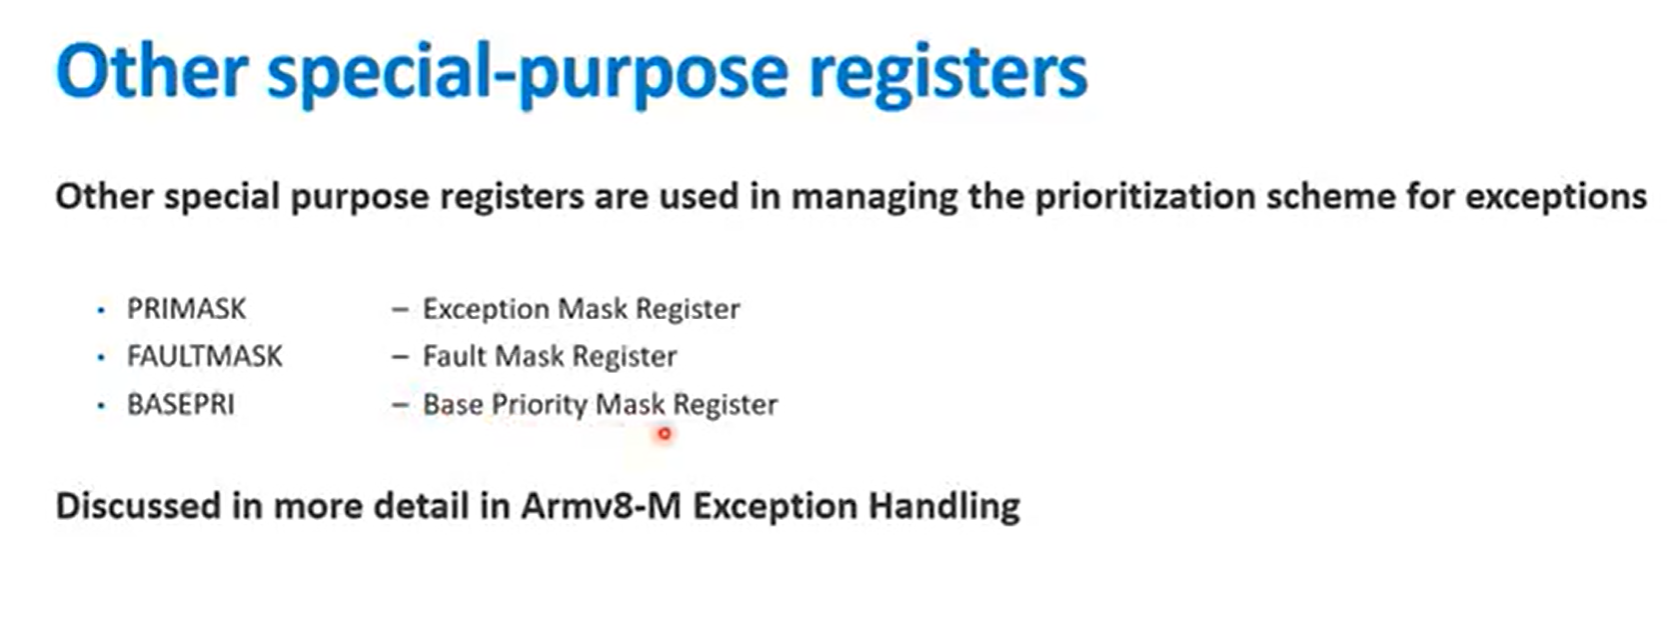 Other special-purpose registers
Other special purpose registers are used in managing the prioritization scheme for exceptions
· PRIMASK – Exception Mask Register
· FAULTMASK – Fault Mask Register
· BASEPRI – Base Priority Mask Register
Discussed in more detail in Armv8-M Exception Handling